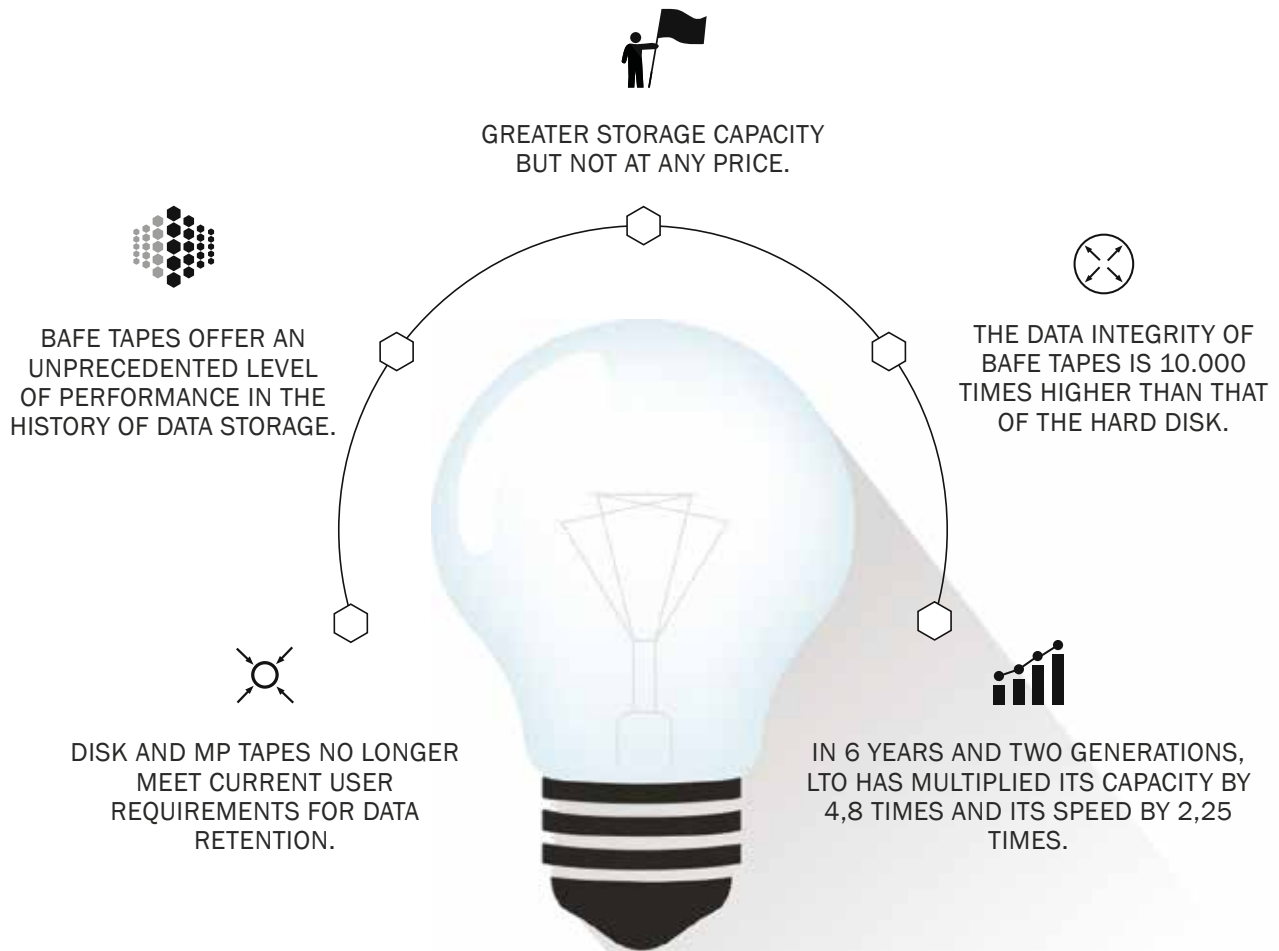 GREATER STORAGE CAPACITY
BUT NOT AT ANY PRICE.
BAFE TAPES OFFER AN
UNPRECEDENTED LEVEL
OF PERFORMANCE IN THE
HISTORY OF DATA STORAGE.
THE DATA INTEGRITY OF
BAFE TAPES IS 10.000
TIMES HIGHER THAN THAT
OF THE HARD DISK.
DISK AND MP TAPES NO LONGER
MEET CURRENT USER
REQUIREMENTS FOR DATA
RETENTION.
IN 6 YEARS AND TWO GENERATIONS,
LTO HAS MULTIPLIED ITS CAPACITY BY
4,8 TIMES AND ITS SPEED BY 2,25
TIMES.